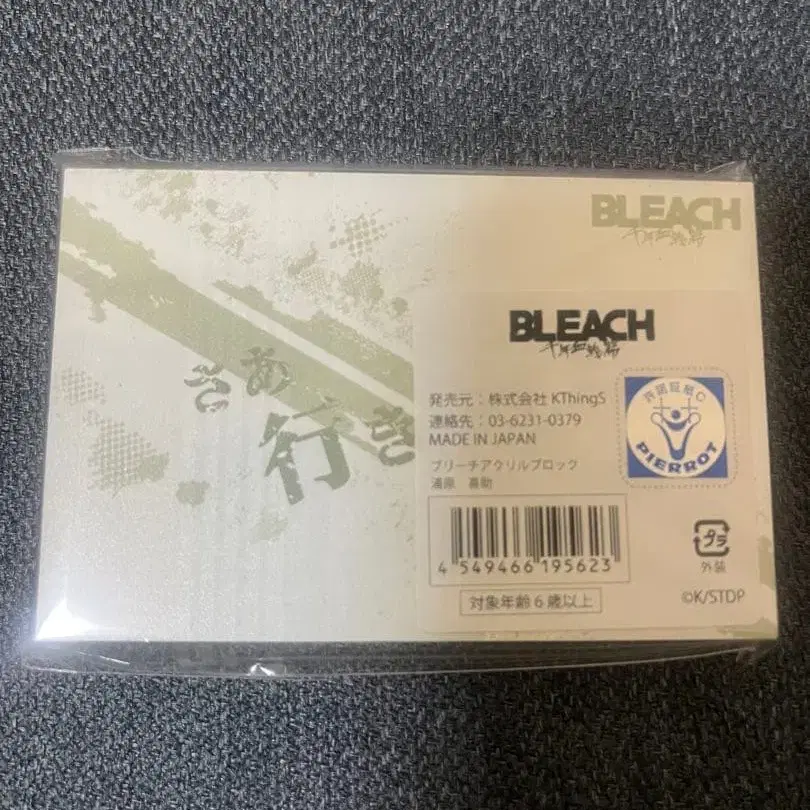 BLEACH
千年血戦篇
さあ
行き
BLEACH
千年血戦篇
発売元：株式会社 KThingS
連絡先：03-6231-0379
MADE IN JAPAN
ブリーチアクリルブロック
浦原 喜助
許諾証紙C
PIERROT
4 549466 195623
プラ
外装
対象年齢６歳以上
©K/STDP